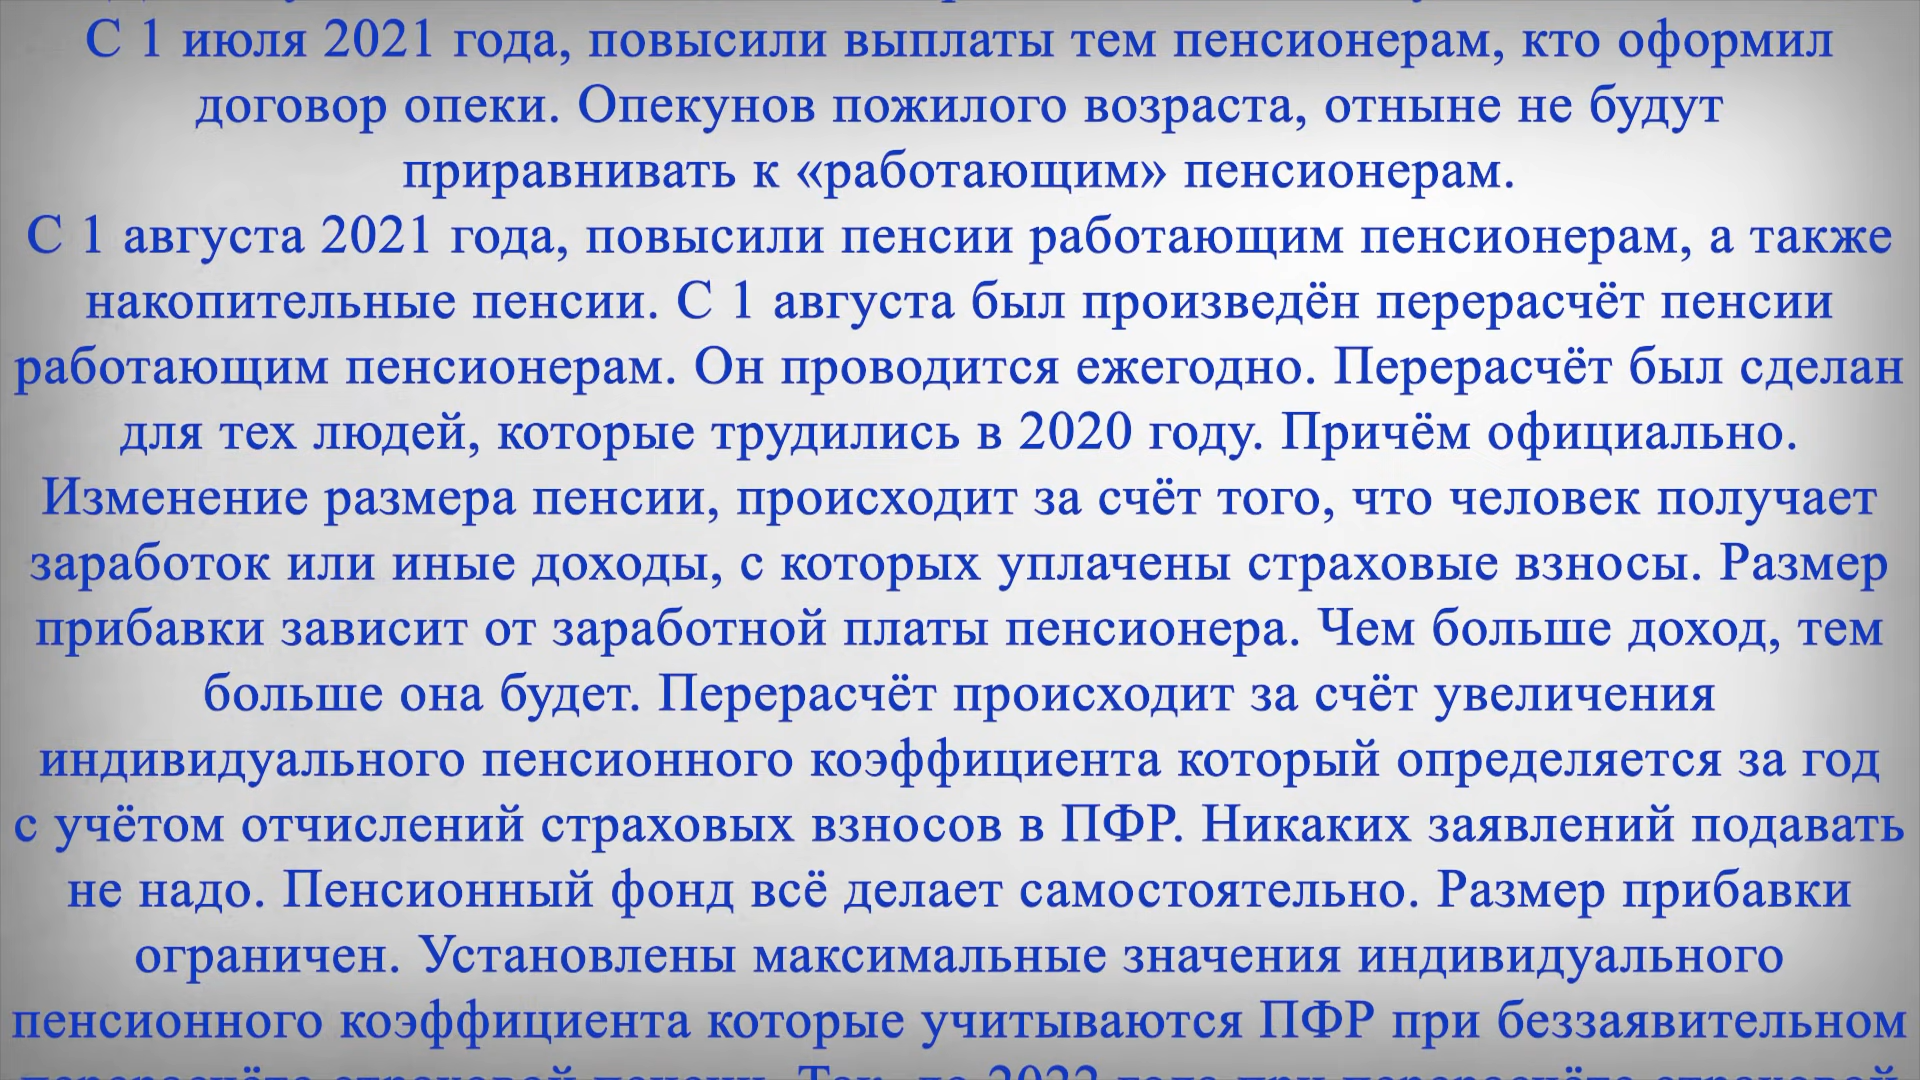 С 1 июля 2021 года, повысили выплаты тем пенсионерам, кто оформил
договор опеки. Опекунов пожилого возраста, отныне не будут
приравнивать к «работающим» пенсионерам.
С 1 августа 2021 года, повысили пенсии работающим пенсионерам, а также
накопительные пенсии. С 1 августа был произведён перерасчёт пенсии
работающим пенсионерам. Он проводится ежегодно. Перерасчёт был сделан
для тех людей, которые трудились в 2020 году. Причём официально.
Изменение размера пенсии, происходит за счёт того, что человек получает
заработок или иные доходы, с которых уплачены страховые взносы. Размер
прибавки зависит от заработной платы пенсионера. Чем больше доход, тем
больше она будет. Перерасчёт происходит за счёт увеличения
индивидуального пенсионного коэффициента который определяется за год
с учётом отчислений страховых взносов в ПФР. Никаких заявлений подавать
не надо. Пенсионный фонд всё делает самостоятельно. Размер прибавки
ограничен. Установлены максимальные значения индивидуального
пенсионного коэффициента которые учитываются ПФР при беззаявительном